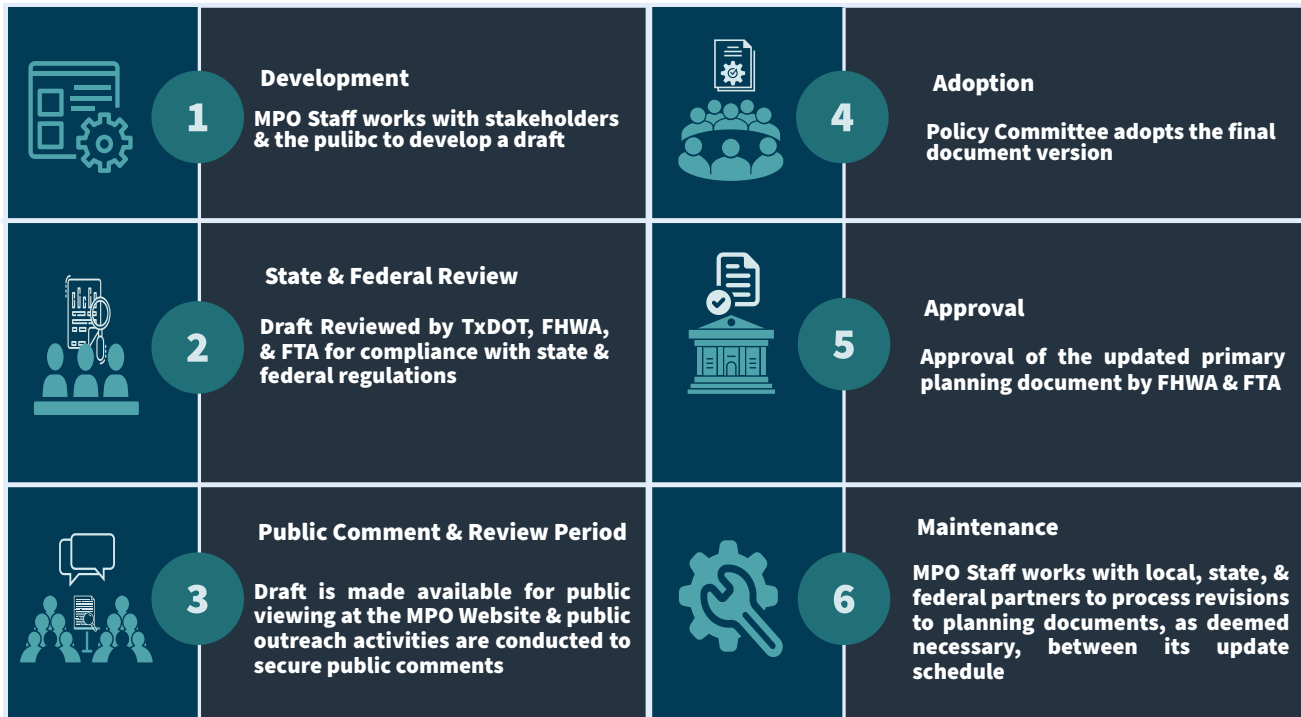 1
Development
MPO Staff works with stakeholders
& the pulibc to develop a draft
2
State & Federal Review
Draft Reviewed by TxDOT, FHWA,
& FTA for compliance with state &
federal regulations
3
Public Comment & Review Period
Draft is made available for public
viewing at the MPO Website & public
outreach activities are conducted to
secure public comments
4
Adoption
Policy Committee adopts the final
document version
5
Approval
Approval of the updated primary
planning document by FHWA & FTA
6
Maintenance
MPO Staff works with local, state, &
federal partners to process revisions
to planning documents, as deemed
necessary, between its update
schedule